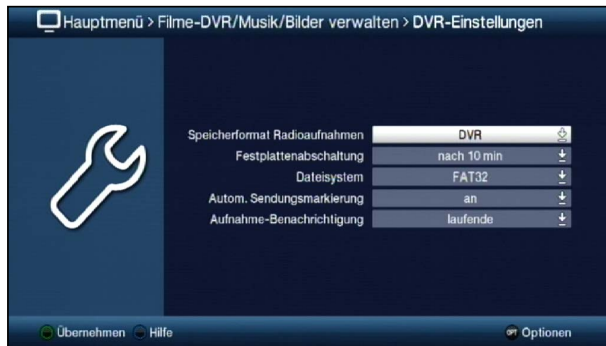 Hauptmenü > Filme-DVR/Musik/Bilder verwalten > DVR-Einstellungen
Speicherformat Radioaufnahmen DVR
Festplattenabschaltung nach 10 min
Dateisystem FAT32
Autom. Sendungsmarkierung an
Aufnahme-Benachrichtigung laufende
Übernehmen Hilfe OPT Optionen